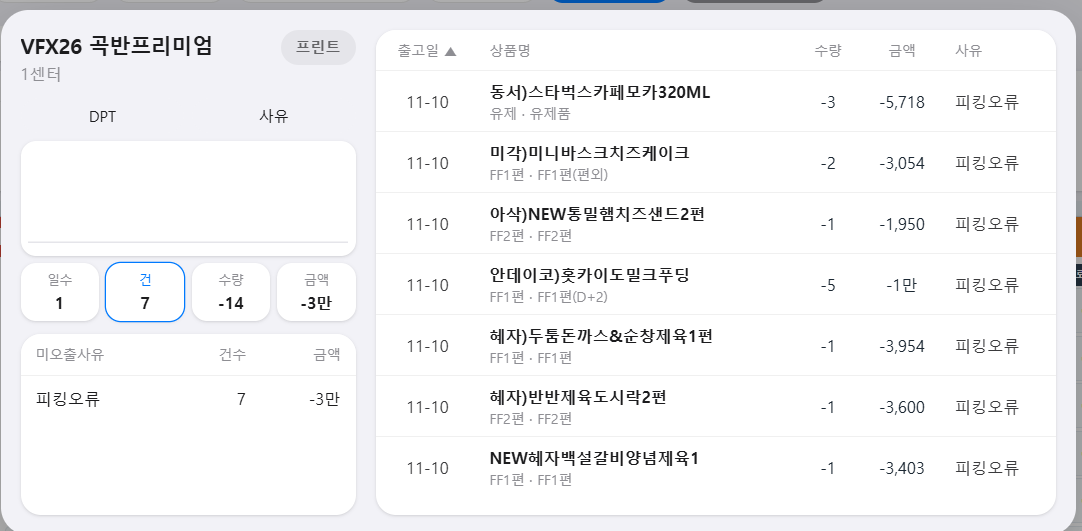 VFX26 곡반프리미엄
프린트
1센터
DPT
사유
일수
1
건
7
수량
-14
금액
-3만
미오출사유 건수 금액
피킹오류 7 -3만
출고일 ▲ 상품명 수량 금액 사유
11-10 동서)스타벅스카페모카320ML -3 -5,718 피킹오류
유제 · 유제품
11-10 미각)미니바스크치즈케이크 -2 -3,054 피킹오류
FF1편 · FF1편(편외)
11-10 아삭)NEW통밀햄치즈샌드2편 -1 -1,950 피킹오류
FF2편 · FF2편
11-10 안데이코)홋카이도밀크푸딩 -5 -1만 피킹오류
FF1편 · FF1편(D+2)
11-10 혜자)두툼돈까스&순창제육1편 -1 -3,954 피킹오류
FF1편 · FF1편
11-10 혜자)반반제육도시락2편 -1 -3,600 피킹오류
FF2편 · FF2편
11-10 NEW혜자백설갈비양념제육1 -1 -3,403 피킹오류
FF1편 · FF1편